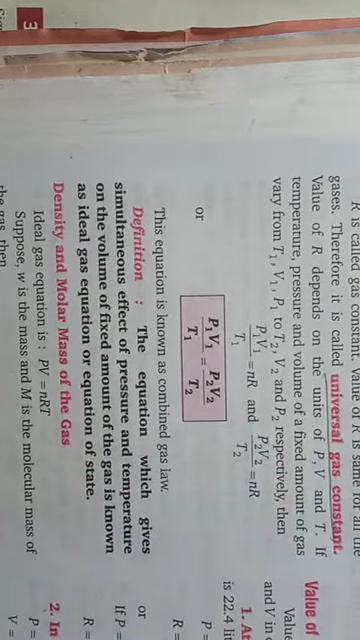 3
R is called gas constant. Value of R is same for all the
gases. Therefore it is called universal gas constant.
Value of R depends on the units of P, V and T. If
temperature, pressure and volume of a fixed amount of gas
vary from T₁, V₁, P₁ to T₂, V₂ and P₂ respectively, then
P₁V₁/T₁ = nR and P₂V₂/T₂ = nR
or P₁V₁/T₁ = P₂V₂/T₂
This equation is known as combined gas law.
Definition : The equation which gives
simultaneous effect of pressure and temperature
on the volume of fixed amount of the gas is known
as ideal gas equation or equation of state.
Density and Molar Mass of the Gas
Ideal gas equation is : PV = nRT
Suppose, w is the mass and M is the molecular mass of
the gas, then
Value of
Value
and V in
1. At
is 22.4
P
R =
or
If P =
R =
2. In
P =
V =